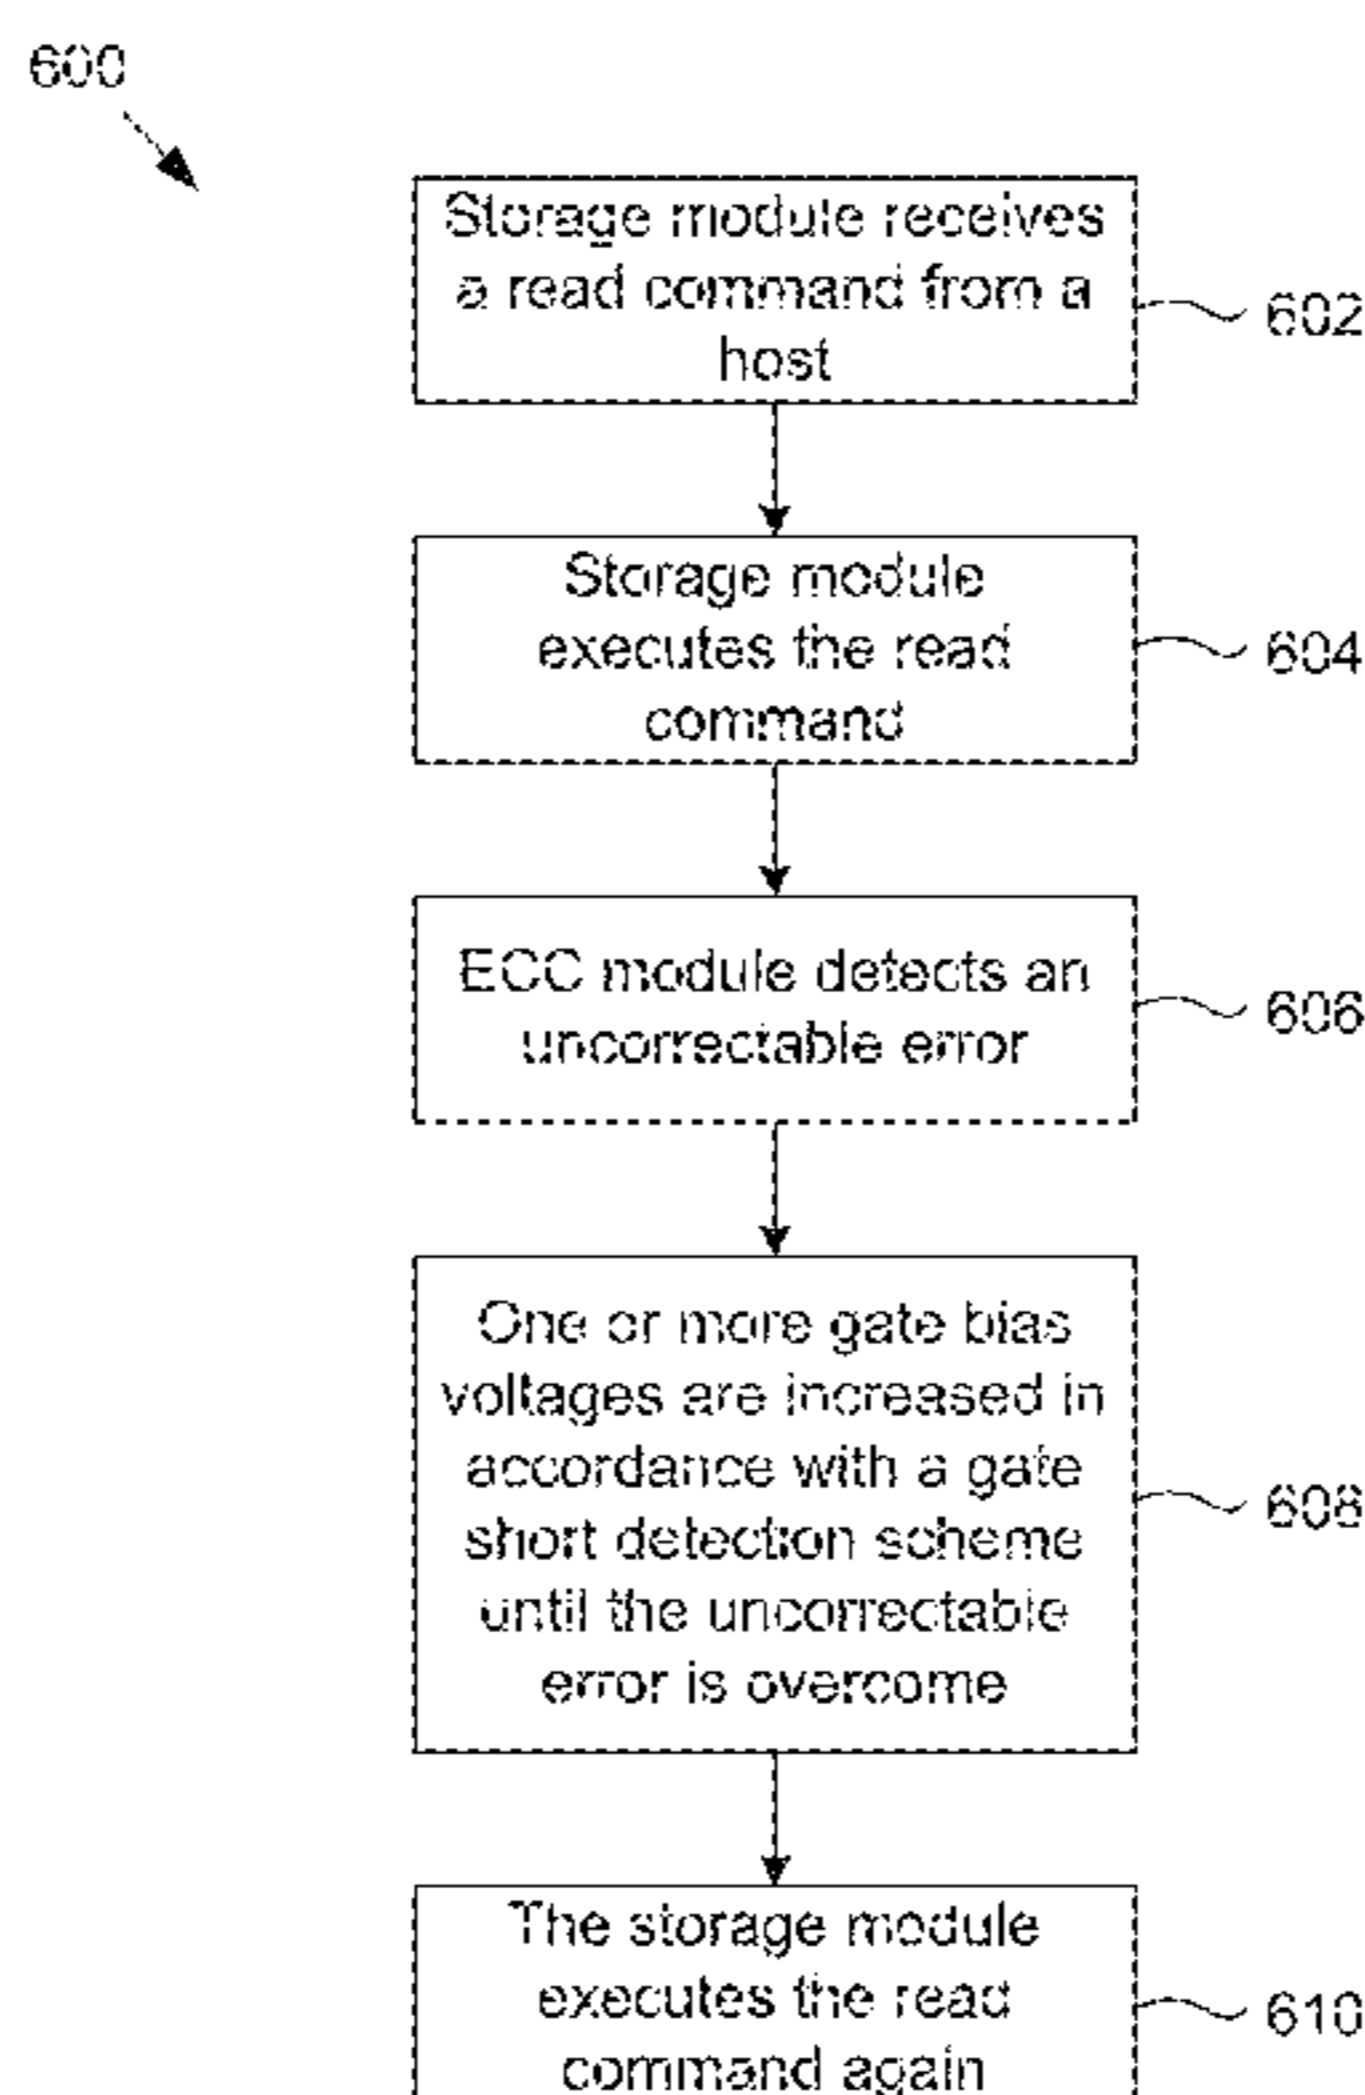 600
Storage module receives
a read command from a
host
602
Storage module
executes the read
command
604
ECC module detects an
uncorrectable error
606
One or more gate bias
voltages are increased in
accordance with a gate
short detection scheme
until the uncorrectable
error is overcome
608
The storage module
executes the read
command again
610